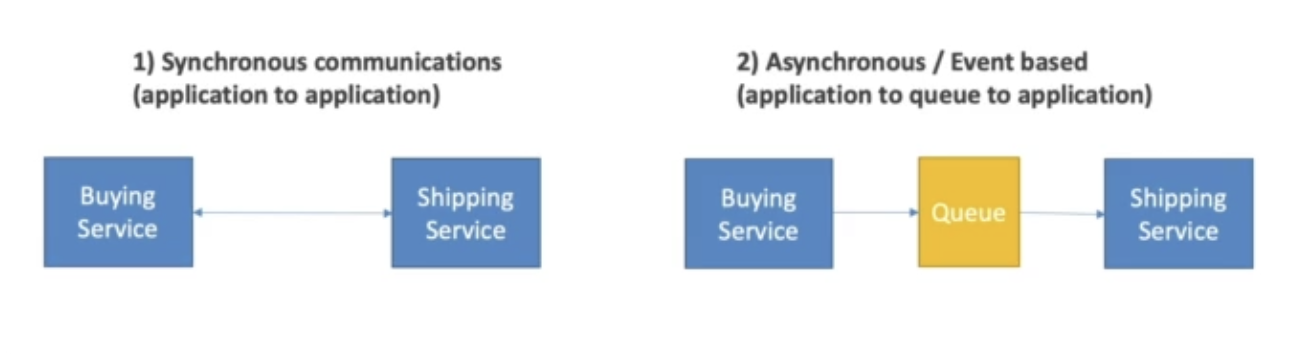 1) Synchronous communications
(application to application)
Buying
Service
Shipping
Service
2) Asynchronous / Event based
(application to queue to application)
Buying
Service
Queue
Shipping
Service